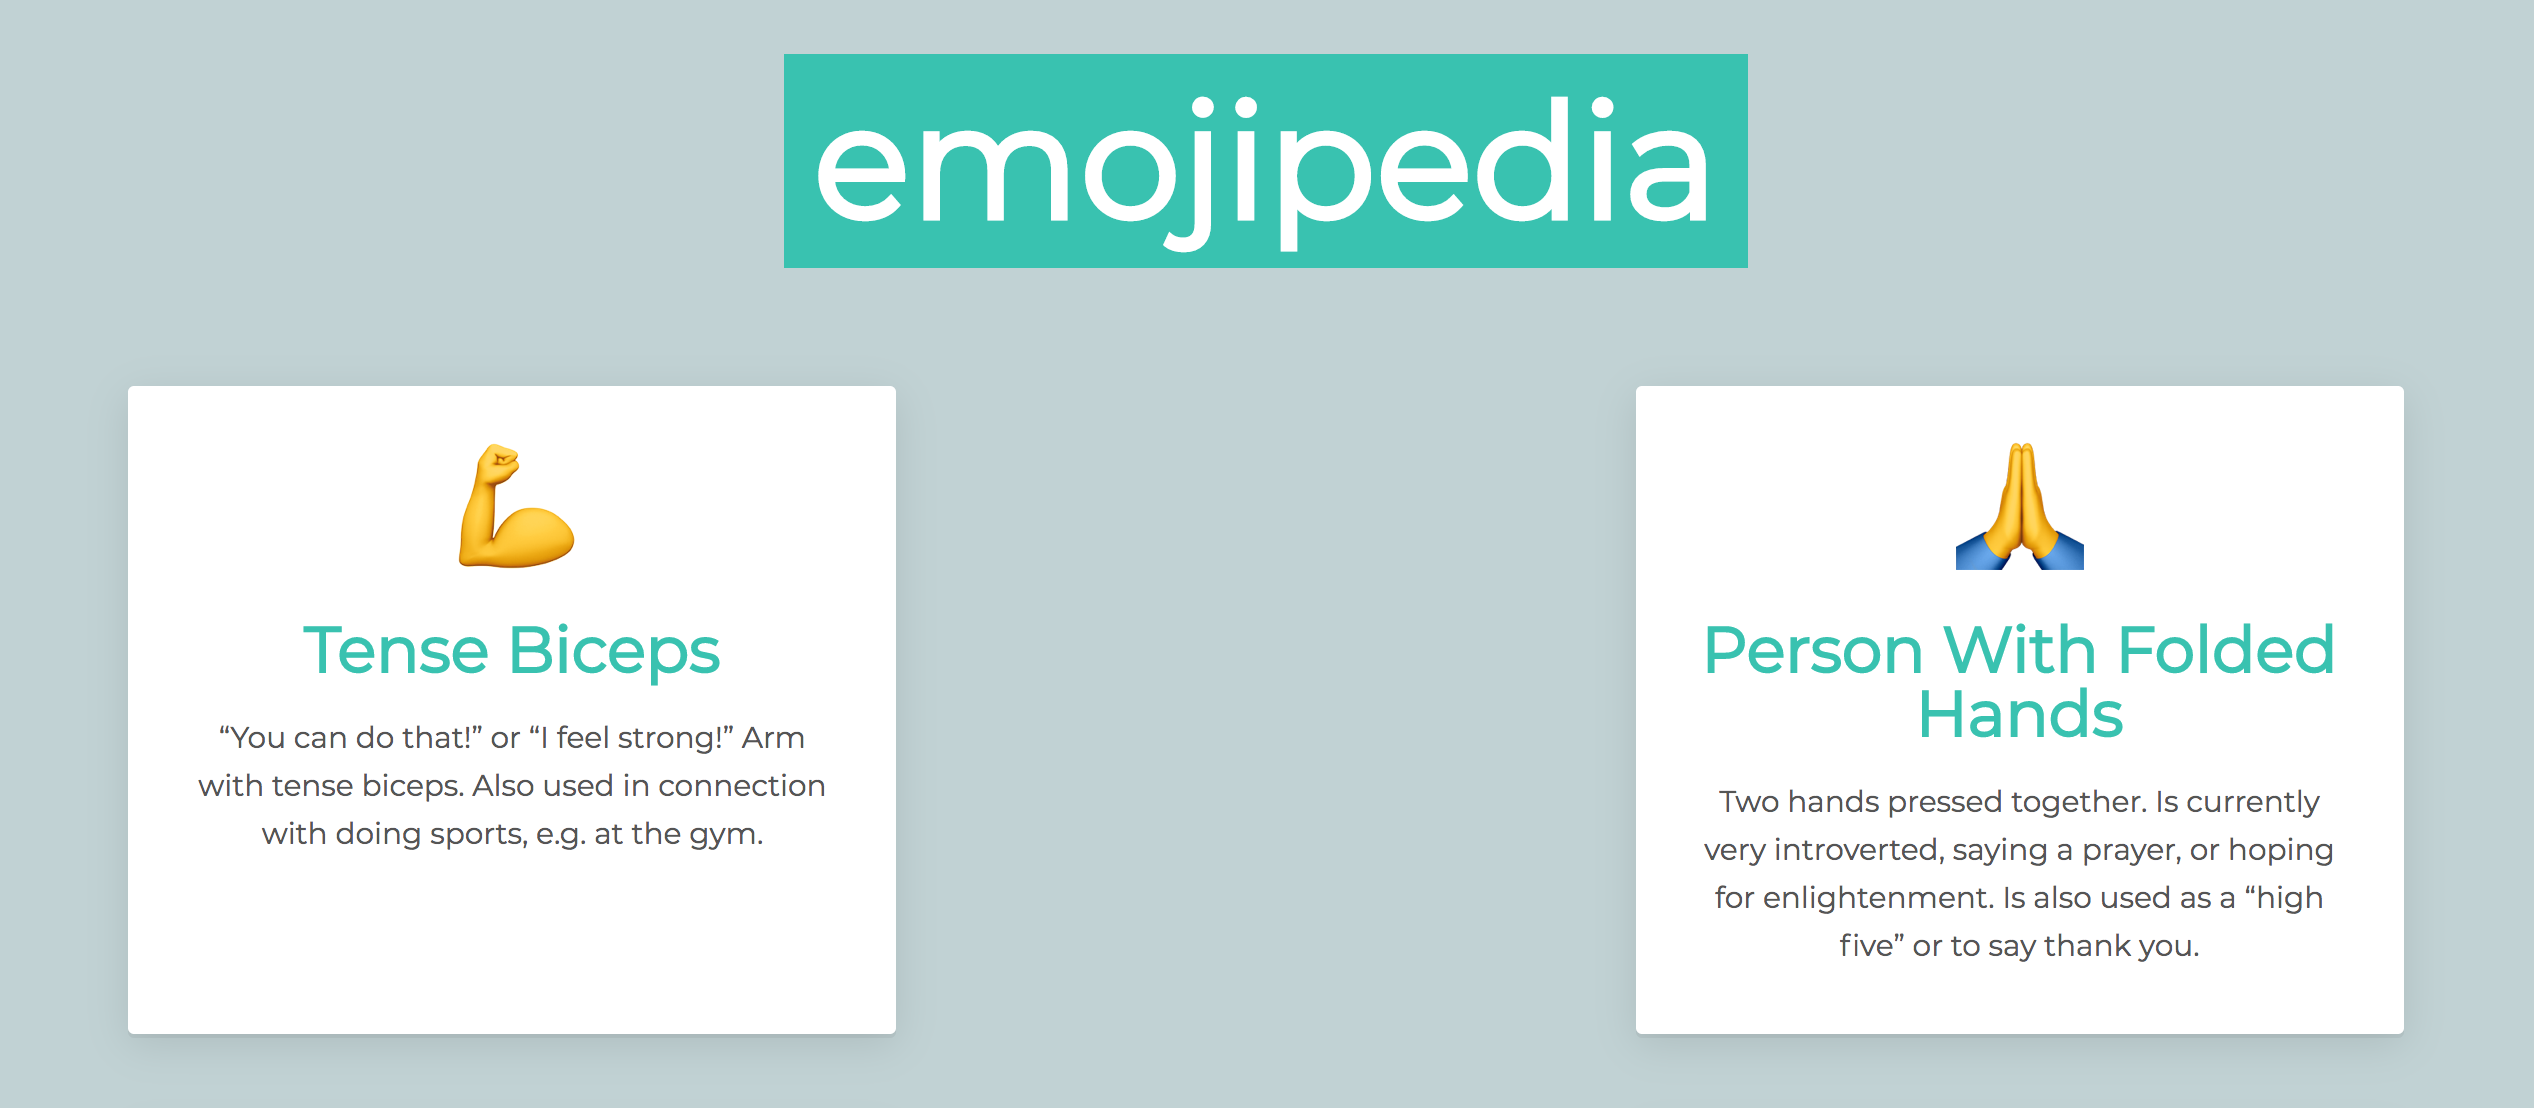 emojipedia
Tense Biceps
“You can do that!” or “I feel strong!” Arm
with tense biceps. Also used in connection
with doing sports, e.g. at the gym.
Person With Folded
Hands
Two hands pressed together. Is currently
very introverted, saying a prayer, or hoping
for enlightenment. Is also used as a “high
five” or to say thank you.